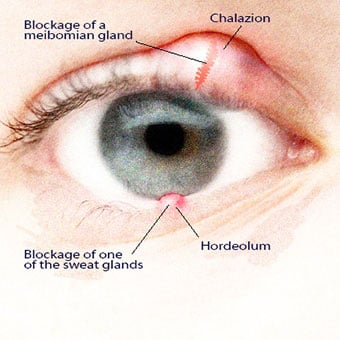 Chalazion
Blockage of a
meibomian gland
Hordeolum
Blockage of one
of the sweat glands